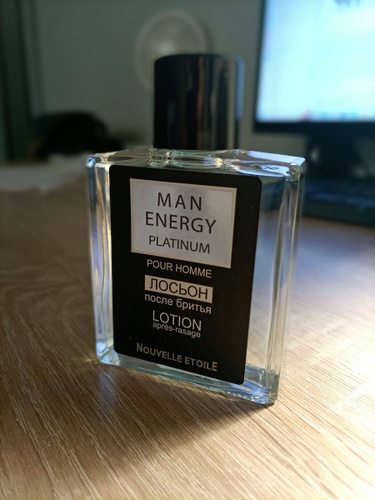 MAN
ENERGY
PLATINUM
POUR HOMME
ЛОСЬОН
после бритья
LOTION
après-rasage
NOUVELLE ETOILE